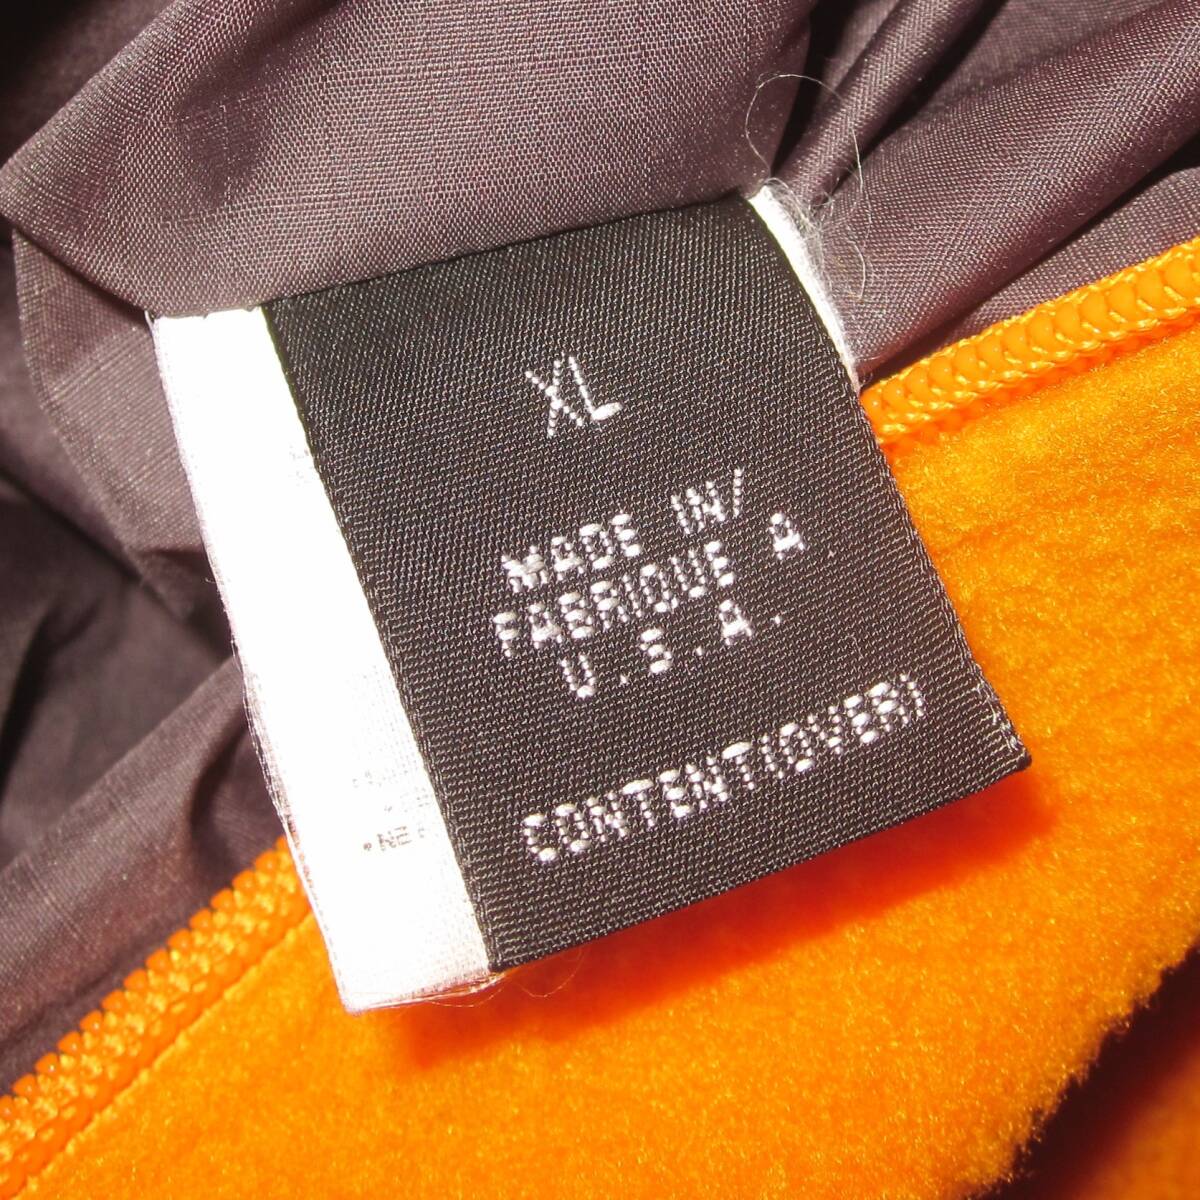 XL
MADE IN/
FABRIQUE A
U.S.A.
CONTENT(OVER)